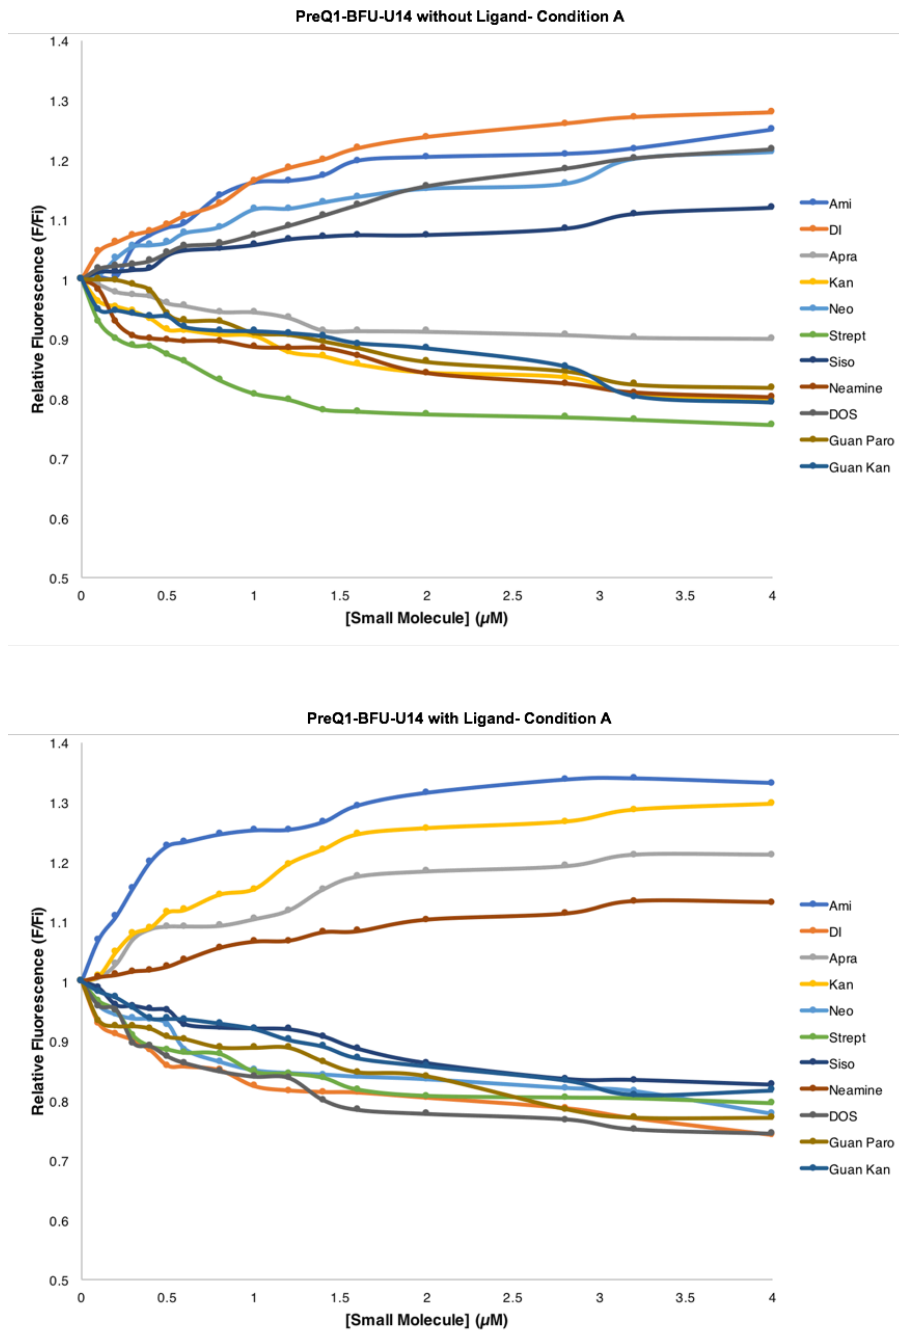 PreQ1-BFU-U14 without Ligand- Condition A
1.4
1.3
1.2
1.1
1
0.9
0.8
0.7
0.6
0.5
Relative Fluorescence (F/Fi)
0 0.5 1 1.5 2 2.5 3 3.5 4
[Small Molecule] (µM)
Ami
DI
Apra
Kan
Neo
Strept
Siso
Neamine
DOS
Guan Paro
Guan Kan
PreQ1-BFU-U14 with Ligand- Condition A
1.4
1.3
1.2
1.1
1
0.9
0.8
0.7
0.6
0.5
Relative Fluorescence (F/Fi)
0 0.5 1 1.5 2 2.5 3 3.5 4
[Small Molecule] (µM)
Ami
DI
Apra
Kan
Neo
Strept
Siso
Neamine
DOS
Guan Paro
Guan Kan